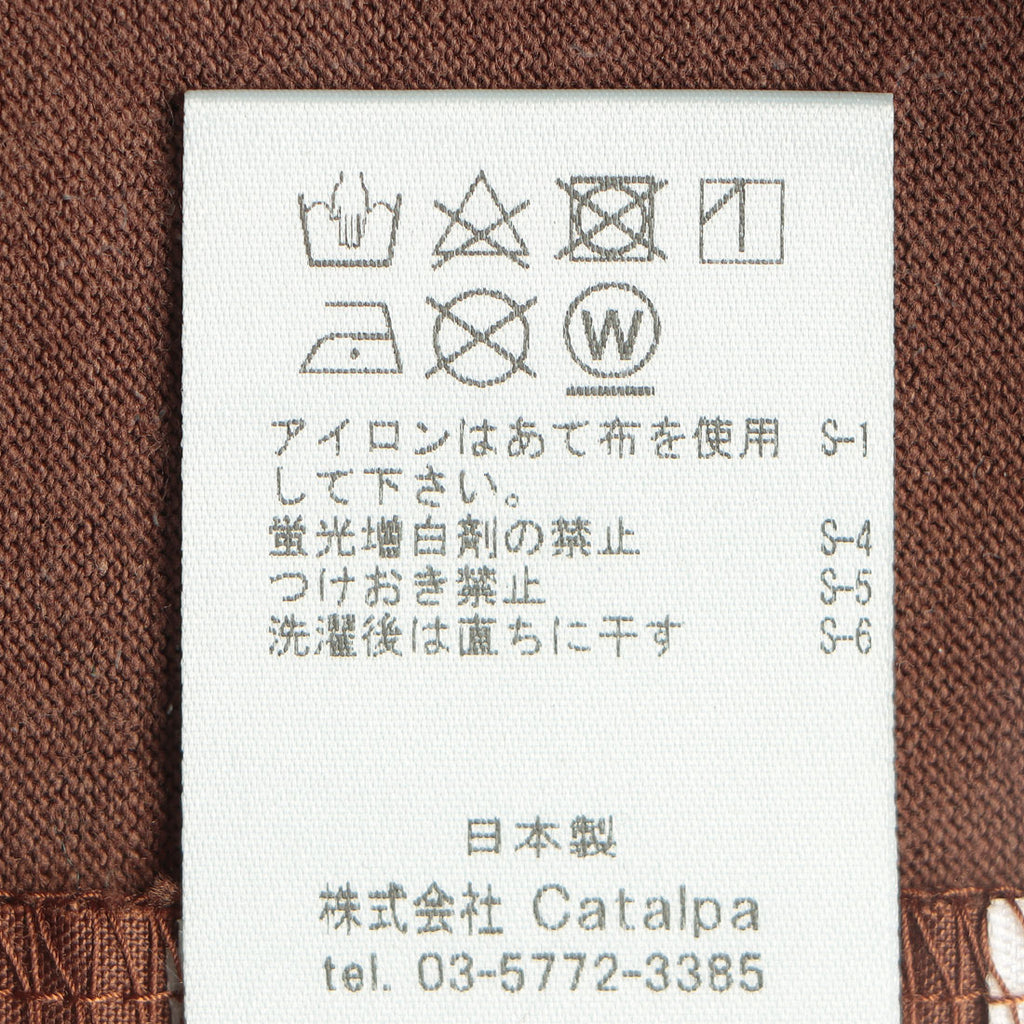 W
アイロンはあて布を使用 S-1
して下さい。
蛍光増白剤の禁止 S-4
つけおき禁止 S-5
洗濯後は直ちに干す S-6
日本製
株式会社 Catalpa
tel. 03-5772-3385